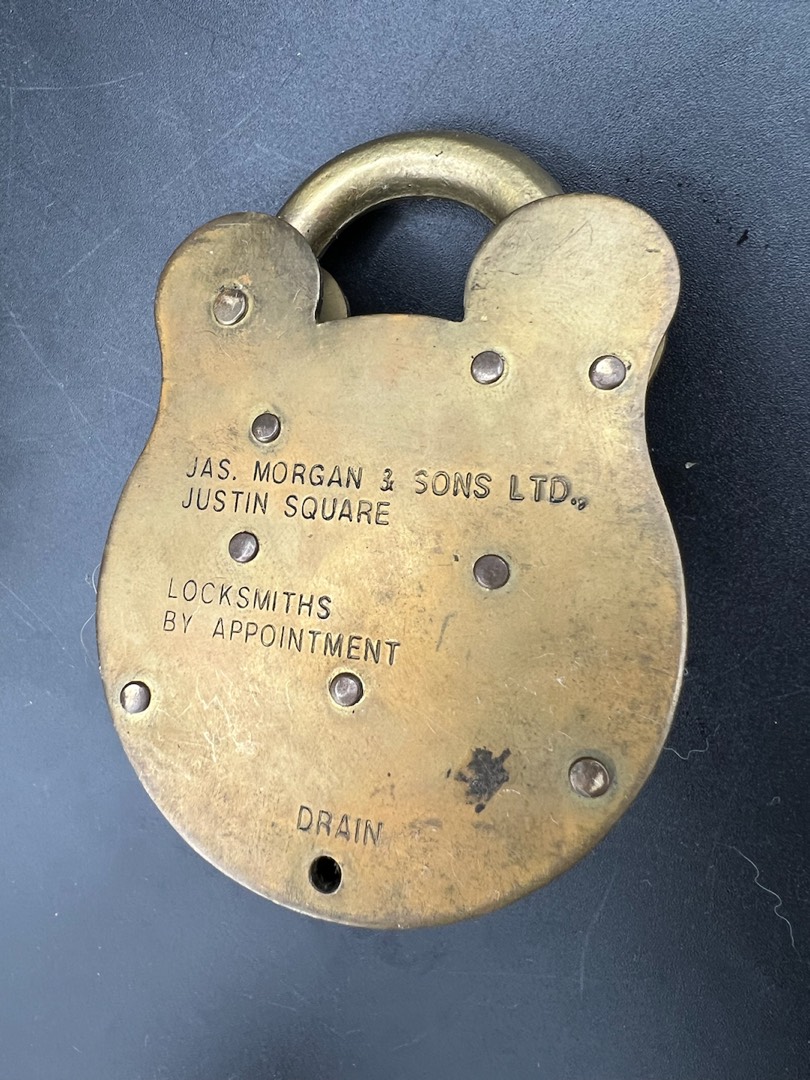 JAS. MORGAN & SONS LTD.,
JUSTIN SQUARE
LOCKSMITHS
BY APPOINTMENT
DRAIN